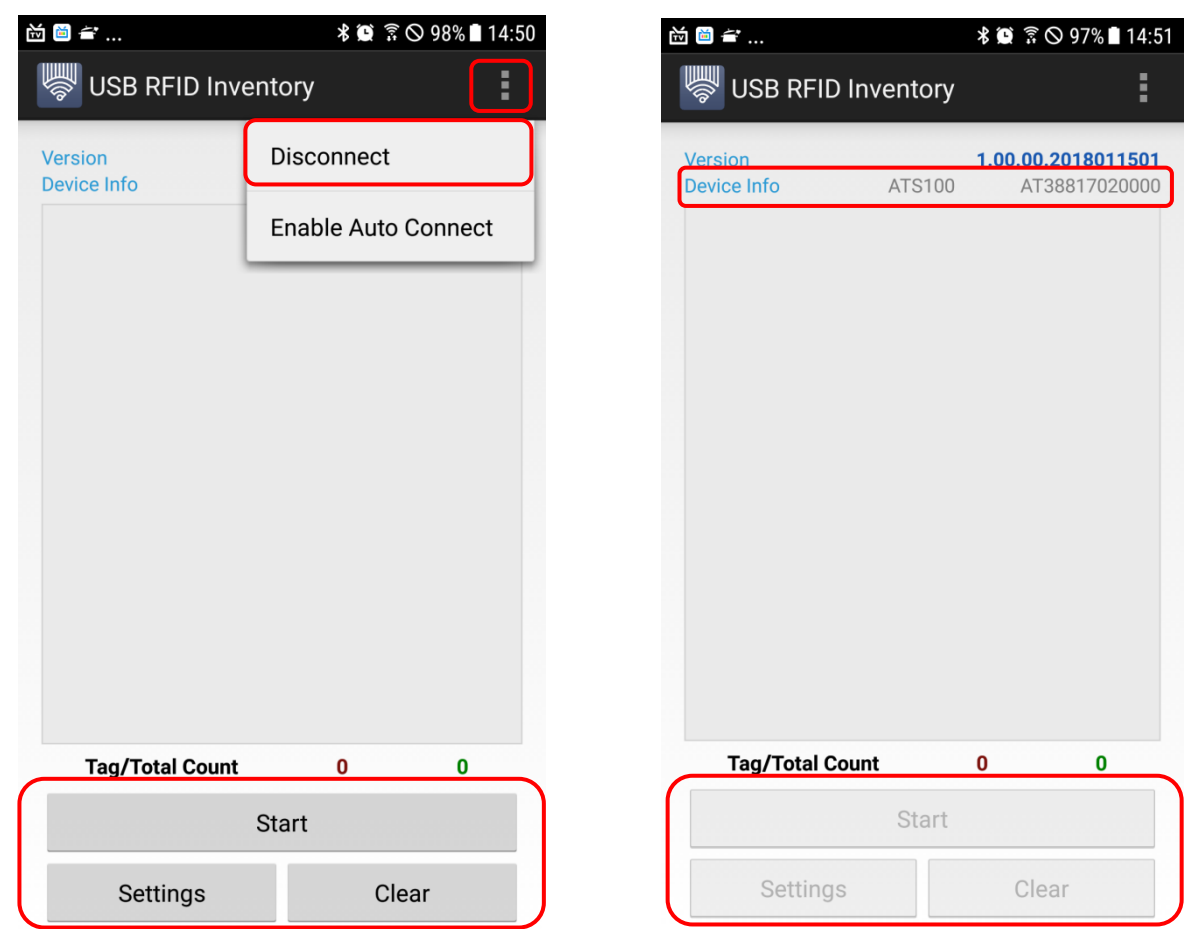 ... 98% 14:50
USB RFID Inventory
Disconnect
Enable Auto Connect
Version
Device Info
Tag/Total Count 0 0
Start
Settings Clear
TV ... 97% 14:51
USB RFID Inventory
Version 1.00.00.2018011501
Device Info ATS100 AT38817020000
Tag/Total Count 0 0
Start
Settings Clear